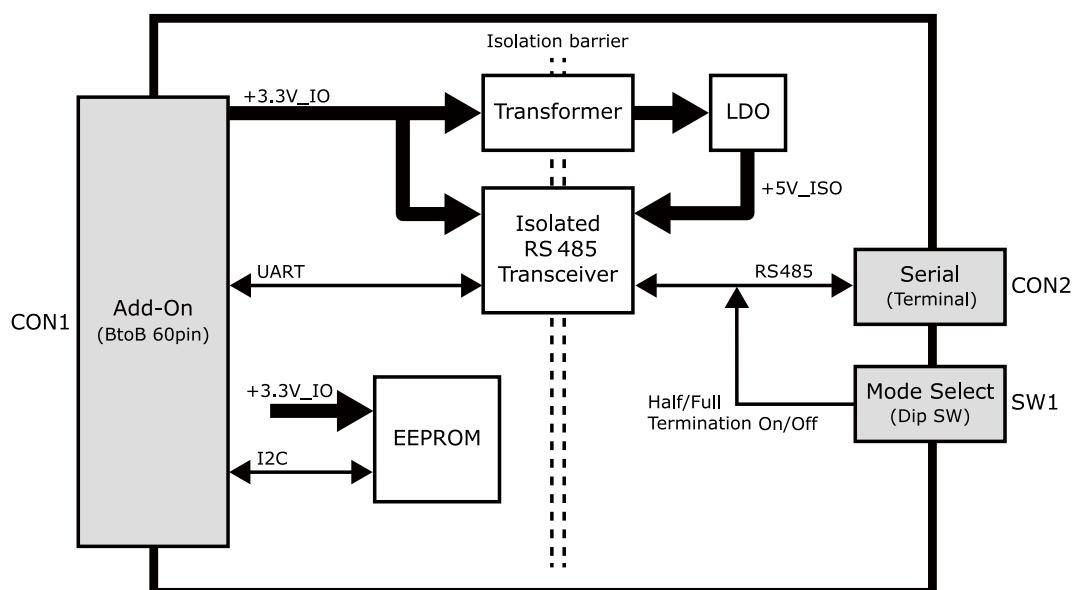 Isolation barrier
+3.3V_IO
Transformer
LDO
+5V_ISO
Isolated
RS 485
Transceiver
UART
RS485
Serial
(Terminal)
CON2
CON1
Add-On
(BtoB 60pin)
Mode Select
(Dip SW)
SW1
Half/Full
Termination On/Off
+3.3V_IO
EEPROM
I2C